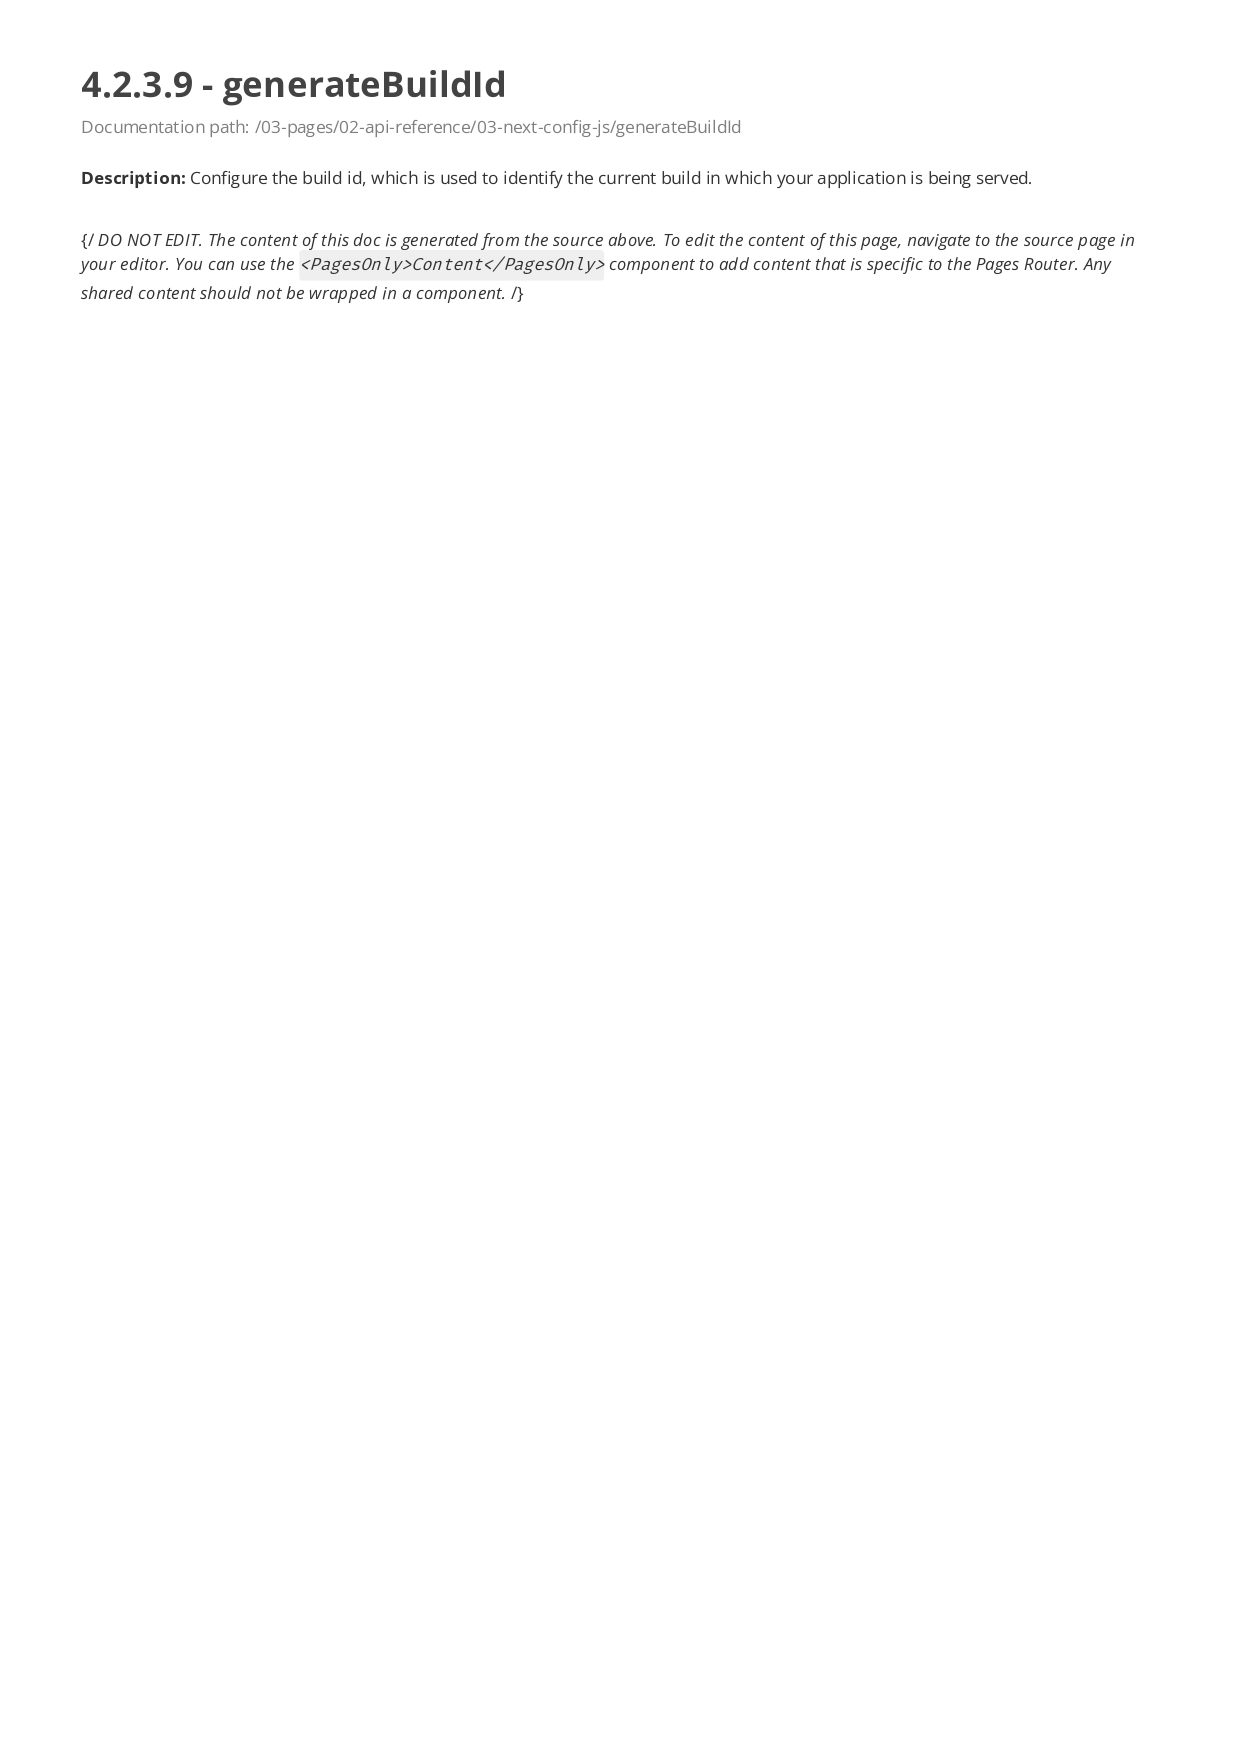 4.2.3.9 - generateBuildId
Documentation path: /03-pages/02-api-reference/03-next-config-js/generateBuildId
Description: Configure the build id, which is used to identify the current build in which your application is being served.
{/ DO NOT EDIT. The content of this doc is generated from the source above. To edit the content of this page, navigate to the source page in
your editor. You can use the <PagesOnly>Content</PagesOnly> component to add content that is specific to the Pages Router. Any
shared content should not be wrapped in a component. /}